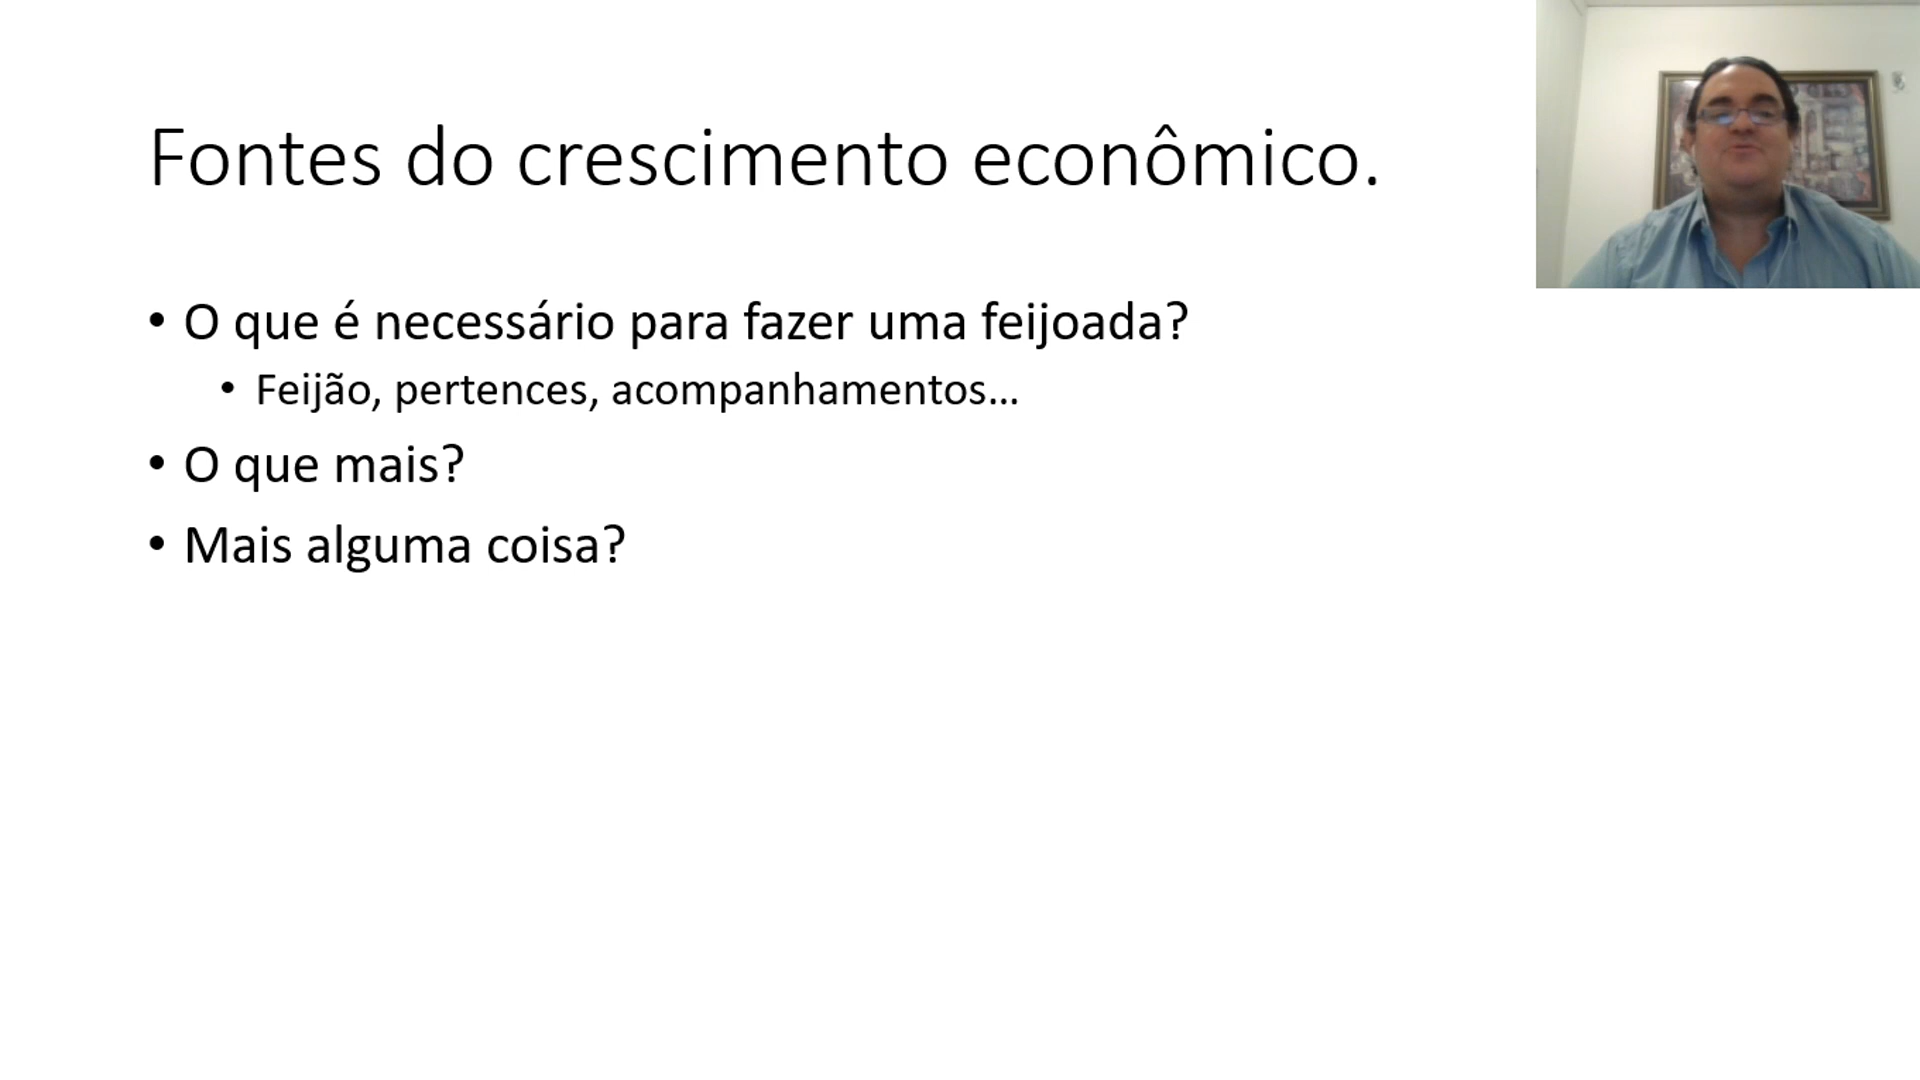 Fontes do crescimento econômico.
• O que é necessário para fazer uma feijoada?
• Feijão, pertences, acompanhamentos...
• O que mais?
• Mais alguma coisa?